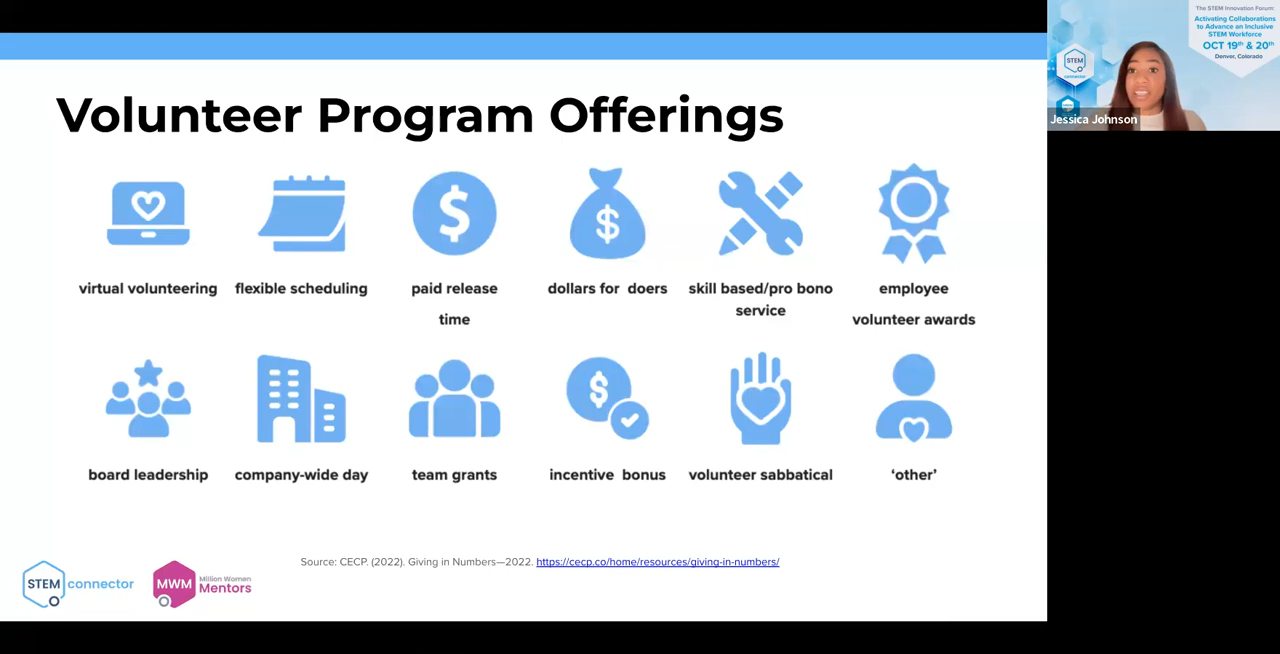 Volunteer Program Offerings
virtual volunteering
flexible scheduling
paid release
time
dollars for doers
skill based/pro bono
service
employee
volunteer awards
board leadership
company-wide day
team grants
incentive bonus
volunteer sabbatical
‘other’
Source: CECP. (2022). Giving in Numbers—2022. https://cecp.co/home/resources/giving-in-numbers/
STEM connector
MWM Million Women
Mentors
The STEM Innovation Forum:
Activating Collaborations
to Advance an Inclusive
STEM Workforce
OCT 19th & 20th
Denver, Colorado
STEM
connector
MWM
Jessica Johnson